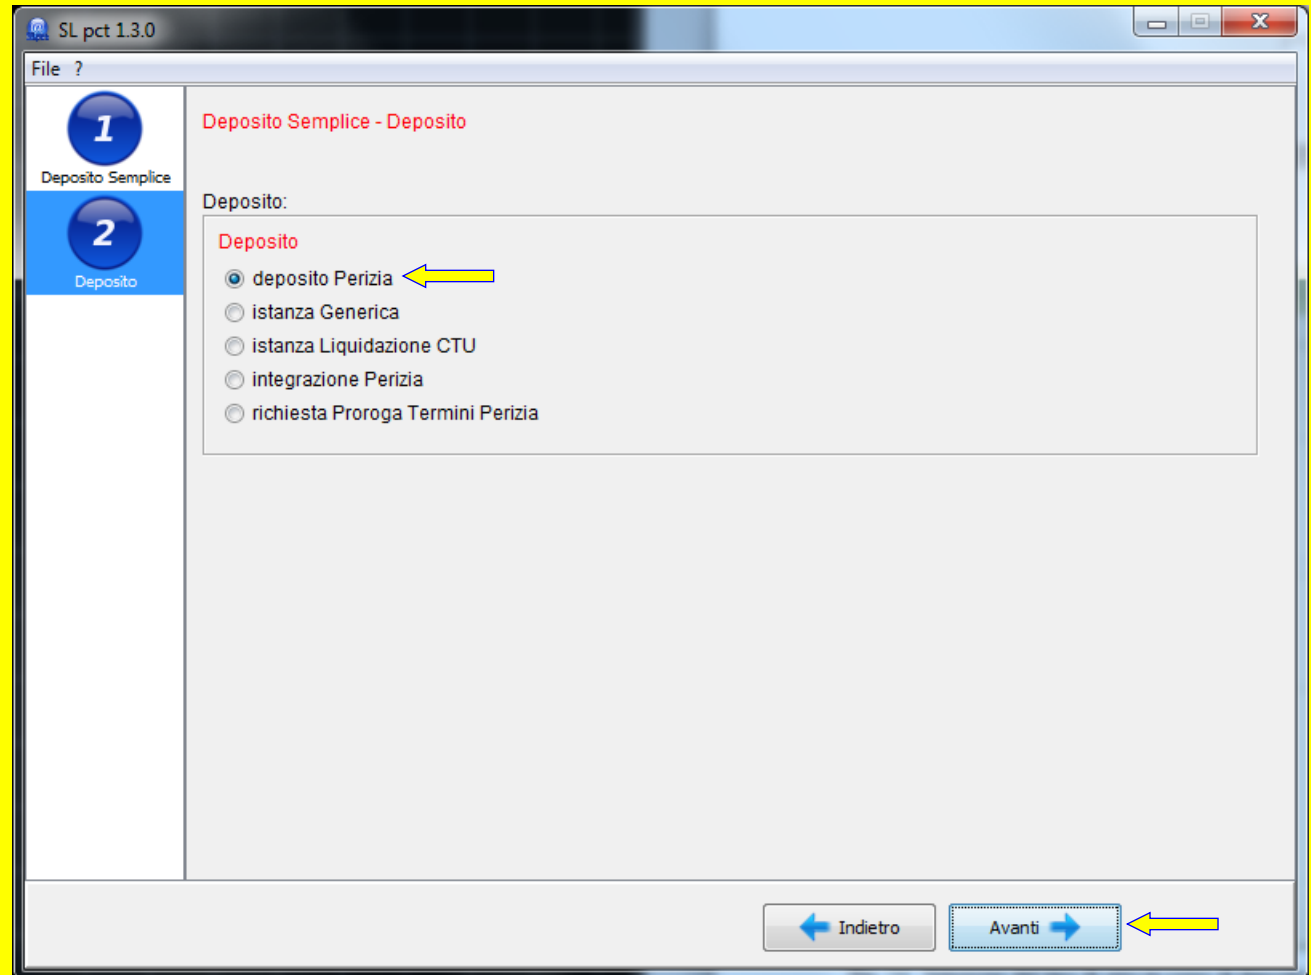 SL pct 1.3.0
File ?
1
Deposito Semplice
2
Deposito
Deposito Semplice - Deposito
Deposito:
Deposito
deposito Perizia
istanza Generica
istanza Liquidazione CTU
integrazione Perizia
richiesta Proroga Termini Perizia
Indietro
Avanti